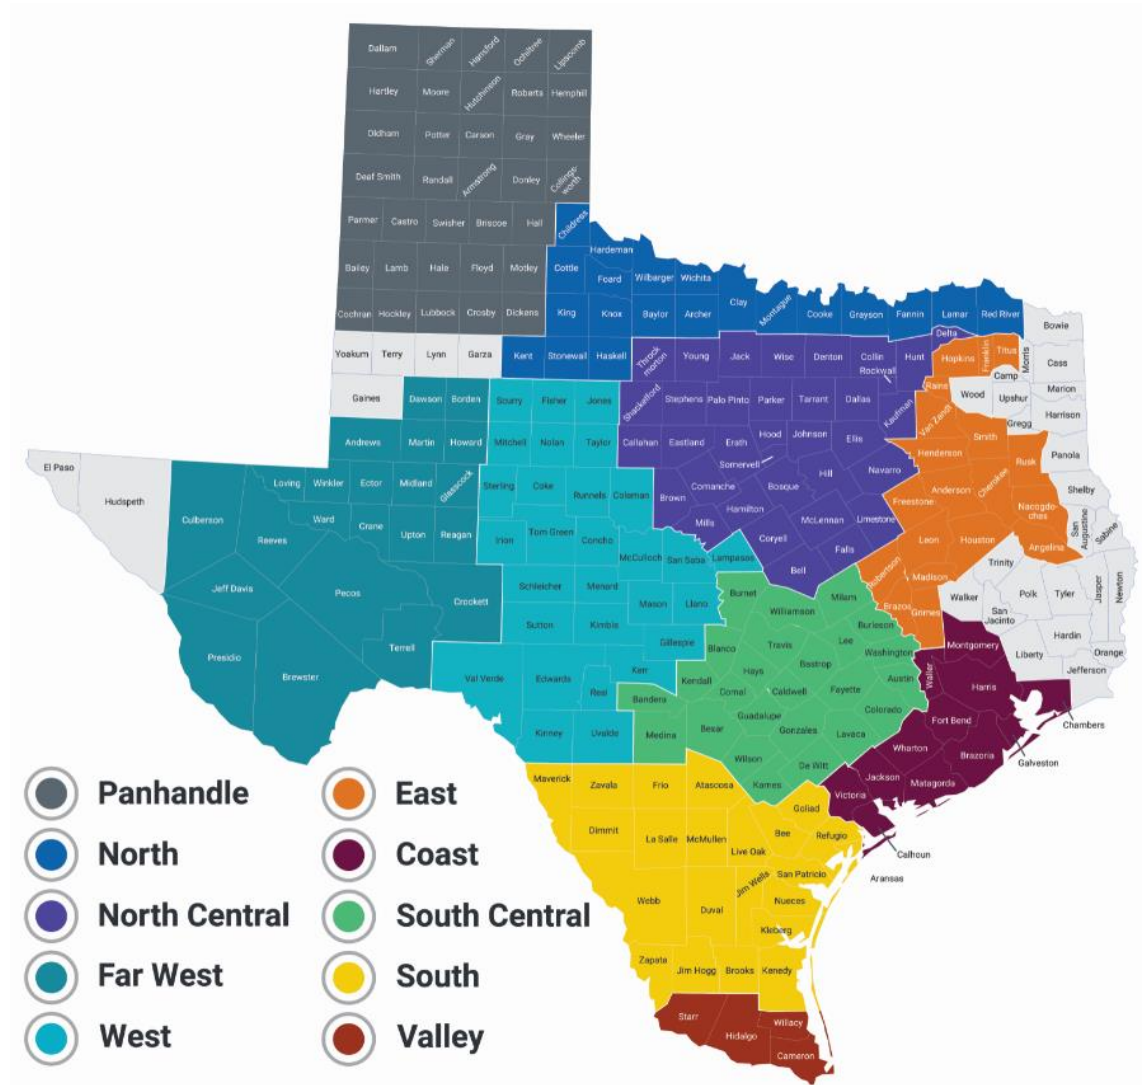 Dallam
Sherman
Hansford
Ochiltree
Lipscomb
Hartley
Moore
Hutchinson
Roberts
Hemphill
Oldham
Potter
Carson
Gray
Wheeler
Deaf Smith
Randall
Armstrong
Donley
Collings-
worth
Parmer
Castro
Swisher
Briscoe
Hall
Childress
Hardeman
Bailey
Lamb
Hale
Floyd
Motley
Cottle
Foard
Wilbarger
Wichita
Cochran
Hockley
Lubbock
Crosby
Dickens
King
Knox
Baylor
Archer
Clay
Montague
Cooke
Grayson
Fannin
Lamar
Red River
Bowie
Yoakum
Terry
Lynn
Garza
Kent
Stonewall
Haskell
Throck
morton
Young
Jack
Wise
Denton
Collin
Rockwall
Hunt
Delta
Hopkins
Franklin
Titus
Morris
Camp
Cass
Gaines
Dawson
Borden
Scurry
Fisher
Jones
Shackelford
Stephens
Palo Pinto
Parker
Tarrant
Dallas
Kaufman
Rains
Wood
Upshur
Marion
Harrison
Gregg
Andrews
Martin
Howard
Mitchell
Nolan
Taylor
Callahan
Eastland
Erath
Hood
Johnson
Ellis
Van Zandt
Smith
Henderson
Rusk
Panola
El Paso
Hudspeth
Culberson
Loving
Winkler
Ector
Midland
Glasscock
Sterling
Coke
Runnels
Coleman
Brown
Comanche
Somervell
Bosque
Hill
Navarro
Freestone
Anderson
Cherokee
Nacogdo-
ches
Shelby
San
Augustine
Sabine
Reeves
Ward
Crane
Upton
Reagan
Irion
Tom Green
Concho
McCulloch
San Saba
Mills
Hamilton
Lampasas
Coryell
McLennan
Limestone
Falls
Bell
Leon
Houston
Angelina
Robertson
Madison
Trinity
Jeff Davis
Pecos
Crockett
Schleicher
Menard
Mason
Llano
Burnet
Williamson
Milam
Brazos
Grimes
Walker
San
Jacinto
Polk
Tyler
Jasper
Newton
Hardin
Orange
Liberty
Jefferson
Presidio
Brewster
Terrell
Sutton
Kimble
Gillespie
Blanco
Travis
Lee
Burleson
Washington
Montgomery
Val Verde
Edwards
Real
Kerr
Kendall
Hays
Bastrop
Austin
Waller
Harris
Chambers
Bandera
Comal
Caldwell
Fayette
Colorado
Fort Bend
Galveston
Kinney
Uvalde
Medina
Bexar
Guadalupe
Gonzales
Lavaca
Wharton
Brazoria
Wilson
De Witt
Karnes
Jackson
Matagorda
Victoria
Calhoun
Aransas
Maverick
Zavala
Frio
Atascosa
Goliad
Dimmit
La Salle
McMullen
Live Oak
Bee
Refugio
San Patricio
Jim Wells
Webb
Duval
Nueces
Kleberg
Zapata
Jim Hogg
Brooks
Kenedy
Starr
Hidalgo
Willacy
Cameron
Panhandle
North
North Central
Far West
West
East
Coast
South Central
South
Valley